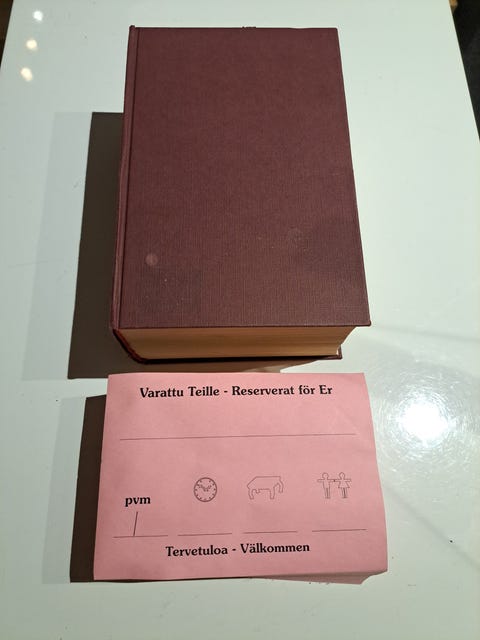 Varattu Teille - Reserverat för Er
pvm
/
Tervetuloa - Välkommen